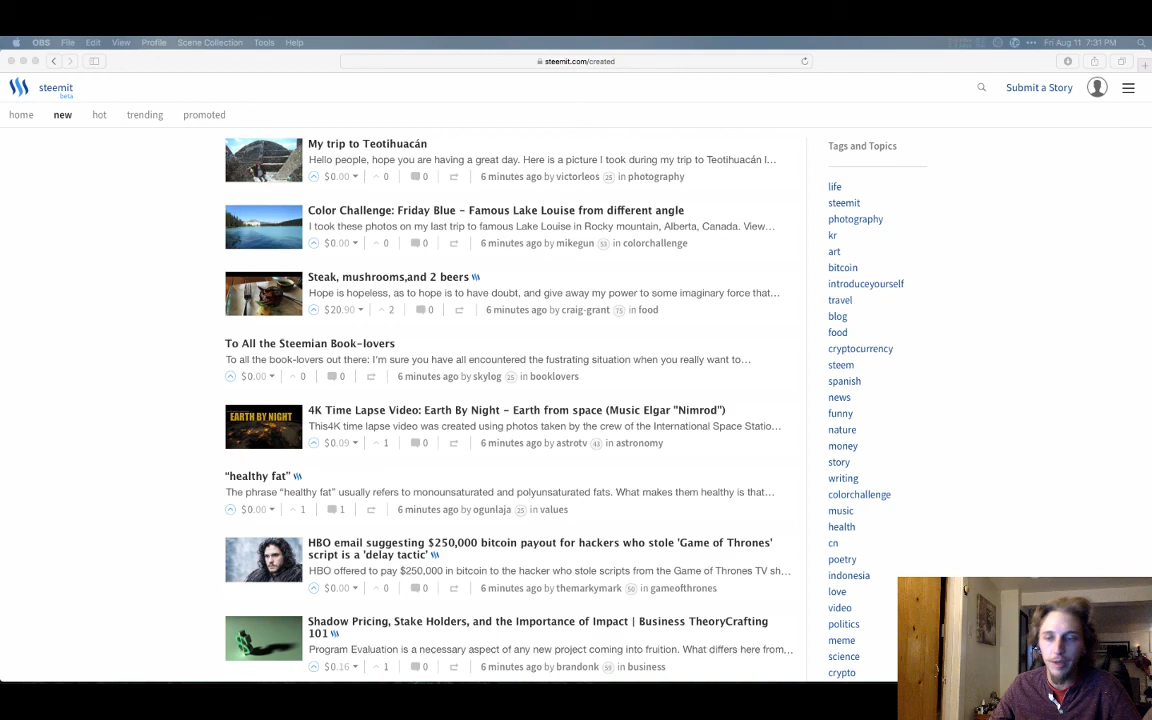 OBS File Edit View Profile Scene Collection Tools Help Fri Aug 11 7:31 PM
steemit.com/created
steemit
beta
Submit a Story
home new hot trending promoted
My trip to Teotihuacán
Hello people, hope you are having a great day. Here is a picture I took during my trip to Teotihuacán I...
$0.00 0 0 6 minutes ago by victorleos 25 in photography
Color Challenge: Friday Blue - Famous Lake Louise from different angle
I took these photos on my last trip to famous Lake Louise in Rocky mountain, Alberta, Canada. View...
$0.00 0 0 6 minutes ago by mikegun 53 in colorchallenge
Steak, mushrooms,and 2 beers
Hope is hopeless, as to hope is to have doubt, and give away my power to some imaginary force that...
$20.90 2 0 6 minutes ago by craig-grant 75 in food
To All the Steemian Book-lovers
To all the book-lovers out there: I'm sure you have all encountered the fustrating situation when you really want to...
$0.00 0 0 6 minutes ago by skylog 25 in booklovers
EARTH BY NIGHT
4K Time Lapse Video: Earth By Night - Earth from space (Music Elgar "Nimrod")
This4K time lapse video was created using photos taken by the crew of the International Space Statio...
$0.09 1 0 6 minutes ago by astrotv 43 in astronomy
“healthy fat”
The phrase “healthy fat” usually refers to monounsaturated and polyunsaturated fats. What makes them healthy is that...
$0.00 1 1 6 minutes ago by ogunlaja 25 in values
HBO email suggesting $250,000 bitcoin payout for hackers who stole 'Game of Thrones'
script is a 'delay tactic'
HBO offered to pay $250,000 in bitcoin to the hacker who stole scripts from the Game of Thrones TV sh...
$0.00 0 0 6 minutes ago by themarkymark 50 in gameofthrones
Shadow Pricing, Stake Holders, and the Importance of Impact | Business TheoryCrafting
101
Program Evaluation is a necessary aspect of any new project coming into fruition. What differs here from...
$0.16 1 0 6 minutes ago by brandonk 59 in business
Tags and Topics
life
steemit
photography
kr
art
bitcoin
introduceyourself
travel
blog
food
cryptocurrency
steem
spanish
news
funny
nature
money
story
writing
colorchallenge
music
health
cn
poetry
indonesia
love
video
politics
meme
science
crypto